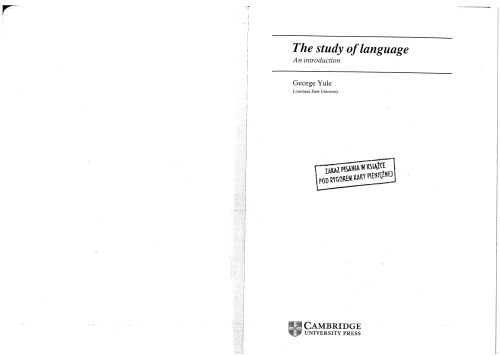 The study of language
An introduction
George Yule
Louisiana State University
ZAKAZ PISANIA W KSIĄŻCE
POD RYGOREM KARY PIENIĘŻNEJ
CAMBRIDGE
UNIVERSITY PRESS